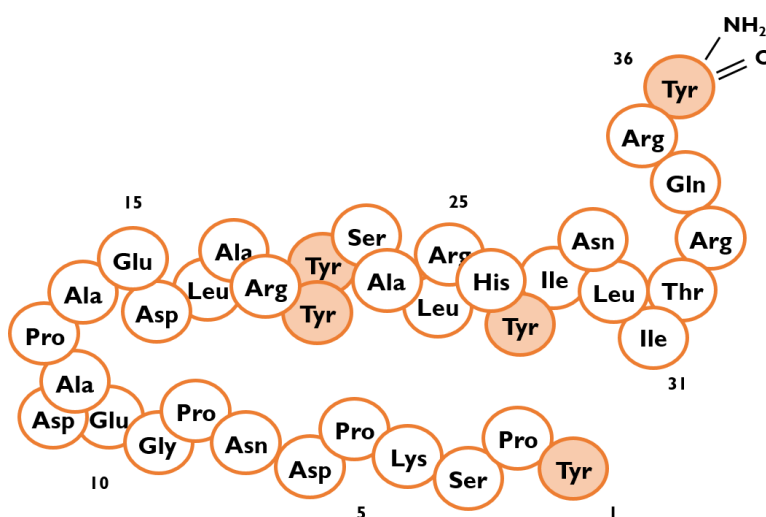 NH2
O
36
Tyr
Arg
Gln
Arg
Thr
Ile
31
Leu
Asn
Ile
Tyr
His
Arg
25
Leu
Ala
Ser
Tyr
Tyr
Arg
Ala
Leu
Asp
Glu
15
Ala
Pro
Ala
Asp
Glu
10
Gly
Pro
Asn
Asp
Pro
5
Lys
Ser
Pro
Tyr
1